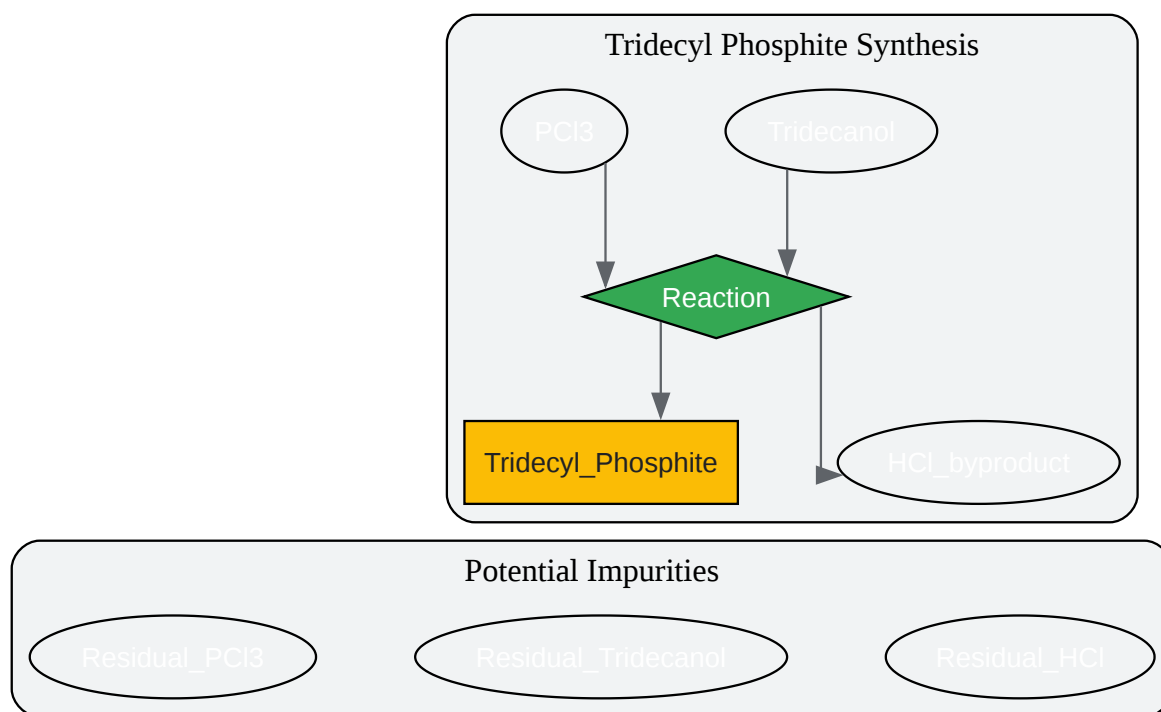 Tridecyl Phosphite Synthesis
PCl3
Tridecanol
Reaction
Tridecyl_Phosphite
HCl_byproduct
Potential Impurities
Residual_PCl3
Residual_Tridecanol
Residual_HCl